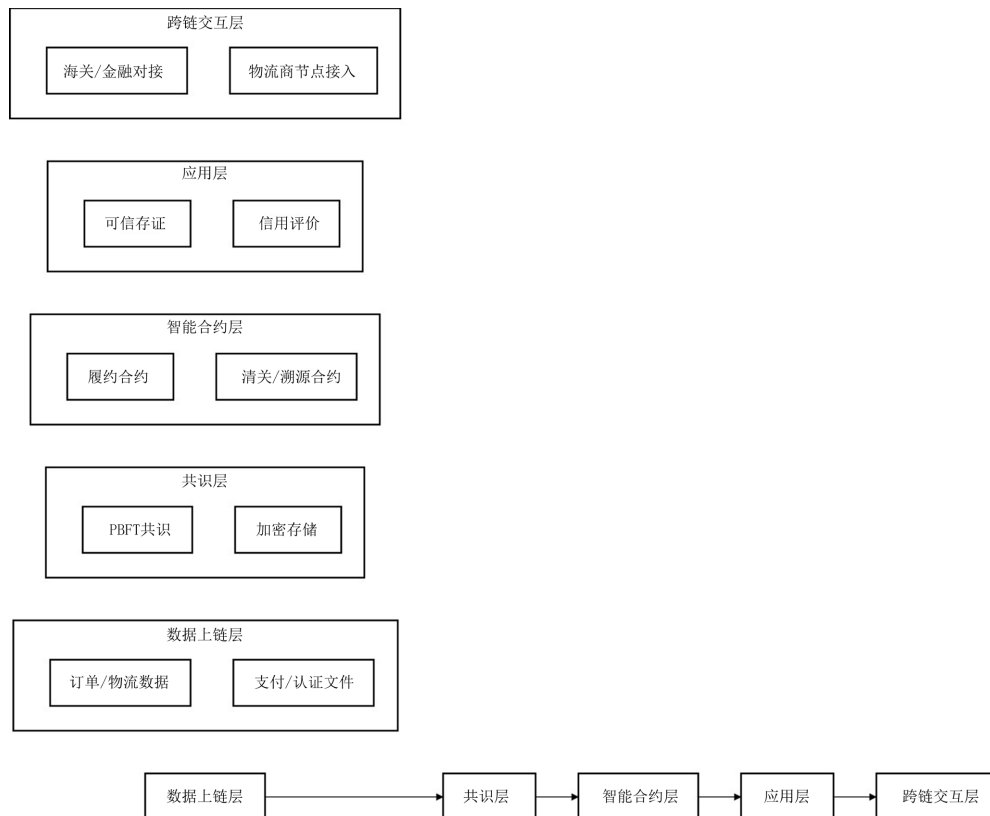 跨链交互层
海关/金融对接
物流商节点接入
应用层
可信存证
信用评价
智能合约层
履约合约
清关/溯源合约
共识层
PBFT共识
加密存储
数据上链层
订单/物流数据
支付/认证文件
数据上链层
共识层
智能合约层
应用层
跨链交互层